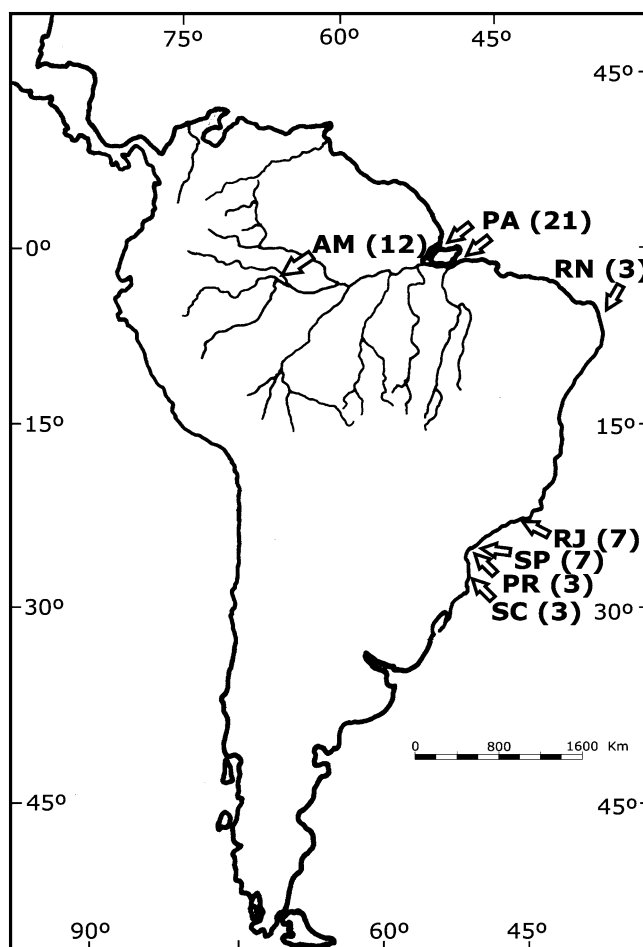 75º 60º 45º
45º
PA (21)
AM (12)
0º
RN (3)
15º 15º
RJ (7)
SP (7)
PR (3)
30º SC (3) 30º
0 800 1600 Km
45º 45º
90º 60º 45º